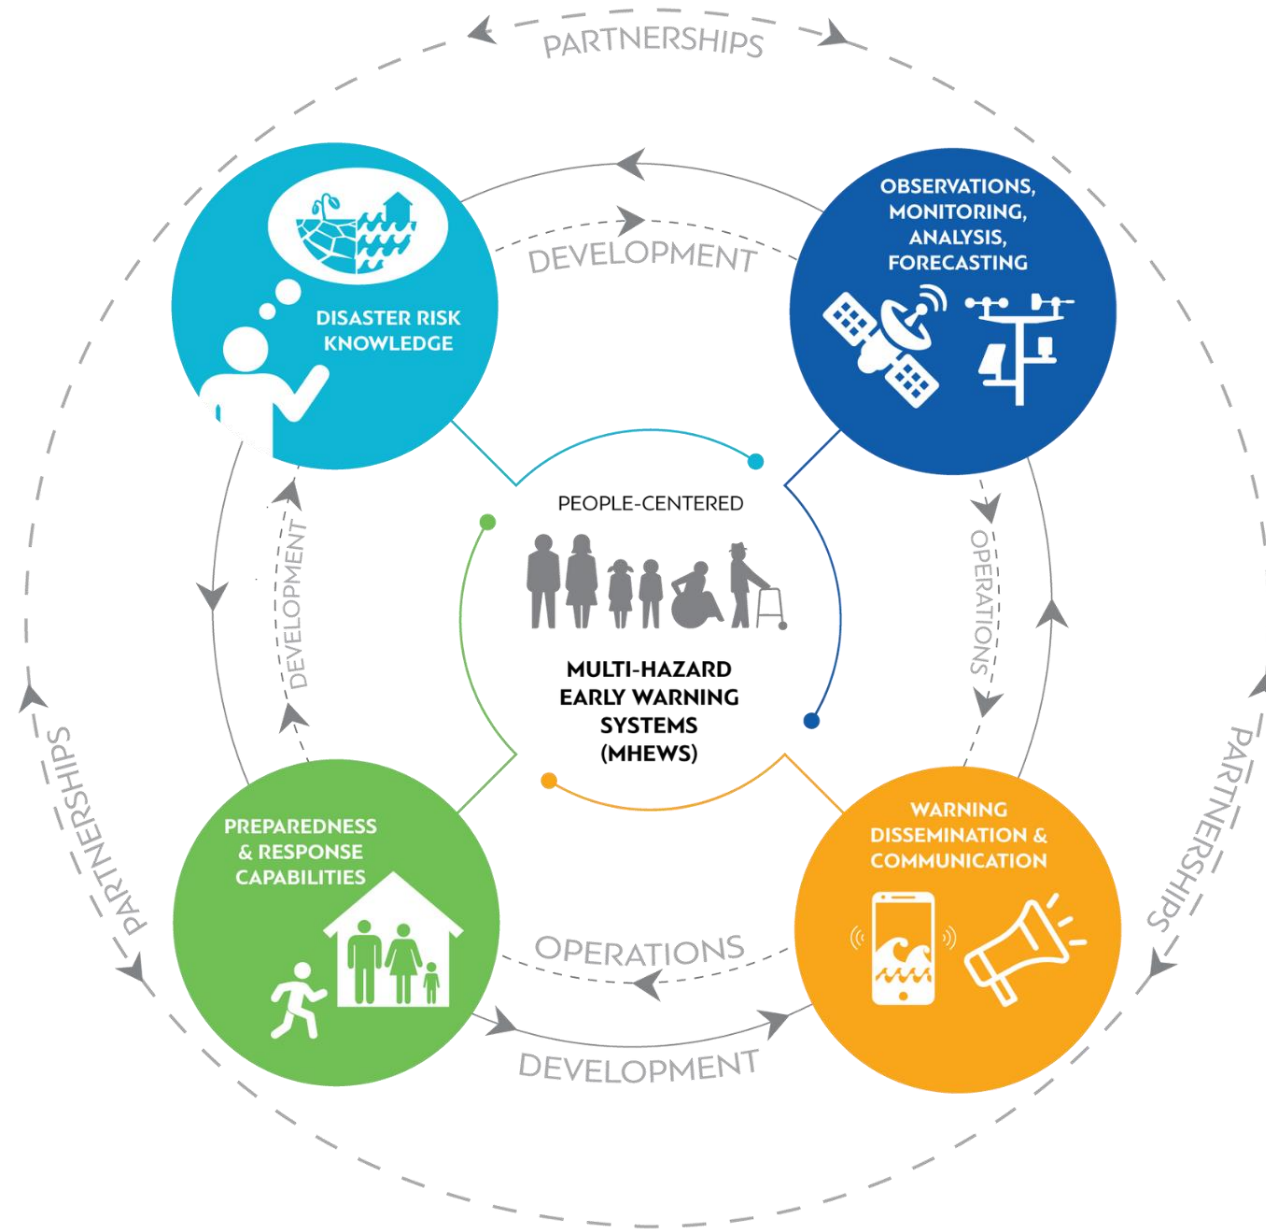 PARTNERSHIPS
OBSERVATIONS,
MONITORING,
ANALYSIS,
FORECASTING
DEVELOPMENT
DISASTER RISK
KNOWLEDGE
PEOPLE-CENTERED
DEVELOPMENT
OPERATIONS
MULTI-HAZARD
EARLY WARNING
SYSTEMS
(MHEWS)
PARTNERSHIPS
PARTNERSHIPS
PREPAREDNESS
& RESPONSE
CAPABILITIES
WARNING
DISSEMINATION &
COMMUNICATION
OPERATIONS
DEVELOPMENT